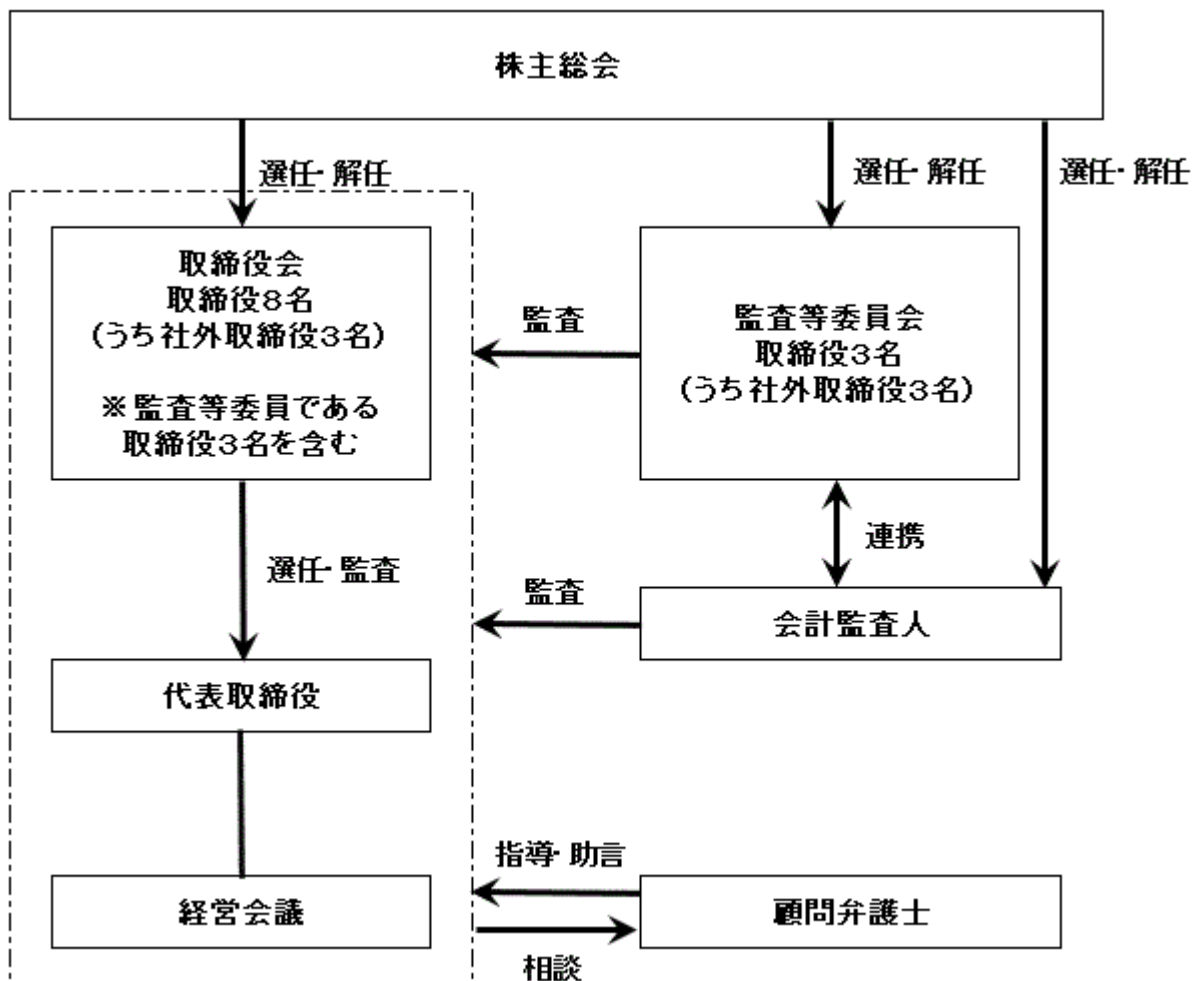 株主総会
選任・解任
選任・解任
選任・解任
取締役会
取締役8名
(うち社外取締役3名)
※監査等委員である
取締役3名を含む
監査
監査等委員会
取締役3名
(うち社外取締役3名)
選任・監査
連携
監査
会計監査人
代表取締役
指導・助言
経営会議
顧問弁護士
相談